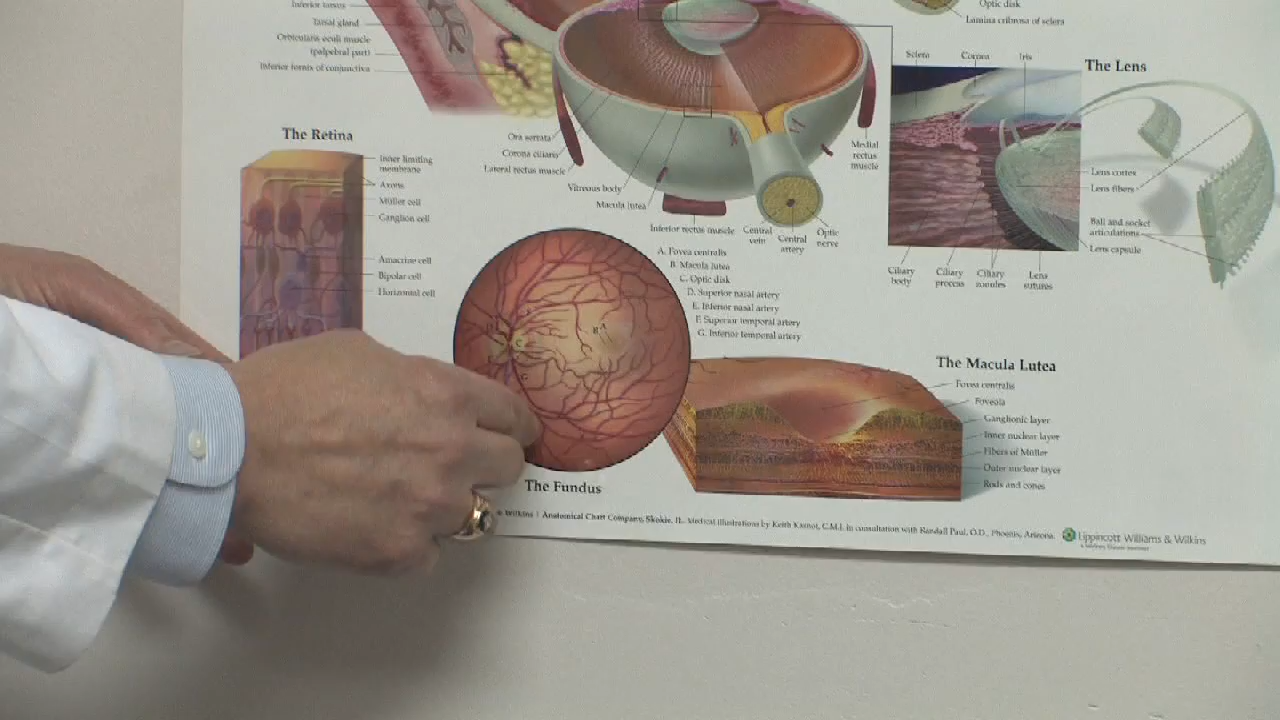 Inferior tarsus
Tarsal gland
Orbicularis oculi muscle
(palpebral part)
Inferior fornix of conjunctiva
Optic disk
Lamina cribrosa of sclera
Sclera
Cornea
Iris
The Lens
Lens cortex
Lens fibers
Ball and socket
articulations
Lens capsule
Ciliary
body
Ciliary
process
Ciliary
zonules
Lens
sutures
Ora serrata
Corona ciliaris
Lateral rectus muscle
Vitreous body
Macula lutea
Inferior rectus muscle
Central
vein
Central
artery
Optic
nerve
Medial
rectus
muscle
The Retina
Inner limiting
membrane
Axons
Müller cell
Ganglion cell
Amacrine cell
Bipolar cell
Horizontal cell
A. Fovea centralis
B. Macula lutea
C. Optic disk
D. Superior nasal artery
E. Inferior nasal artery
F. Superior temporal artery
G. Inferior temporal artery
B A
C
G
The Fundus
The Macula Lutea
Fovea centralis
Foveola
Ganglionic layer
Inner nuclear layer
Fibers of Müller
Outer nuclear layer
Rods and cones
& Wilkins | Anatomical Chart Company, Skokie, IL. Medical illustrations by Keith Kasnot, C.M.I. in consultation with Randall Paul, O.D., Phoenix, Arizona.
Lippincott Williams & Wilkins